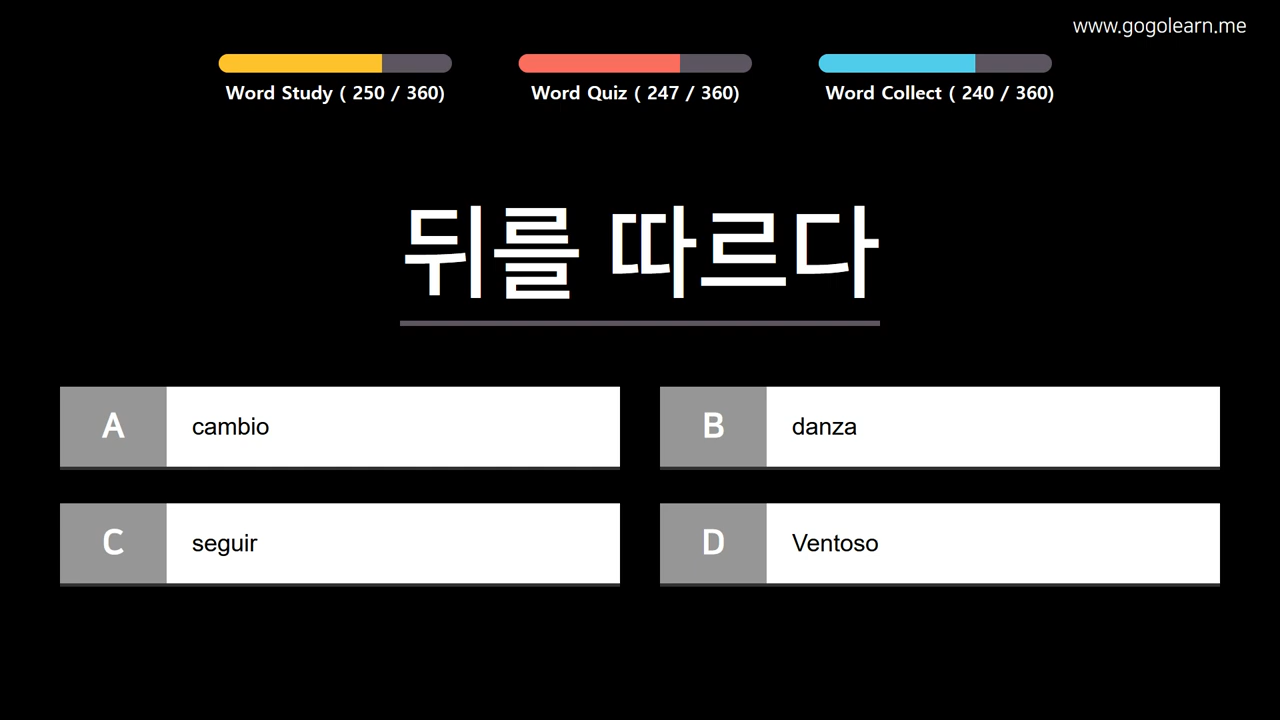 www.gogolearn.me
Word Study ( 250 / 360)
Word Quiz ( 247 / 360)
Word Collect ( 240 / 360)
뒤를 따르다
A cambio
B danza
C seguir
D Ventoso